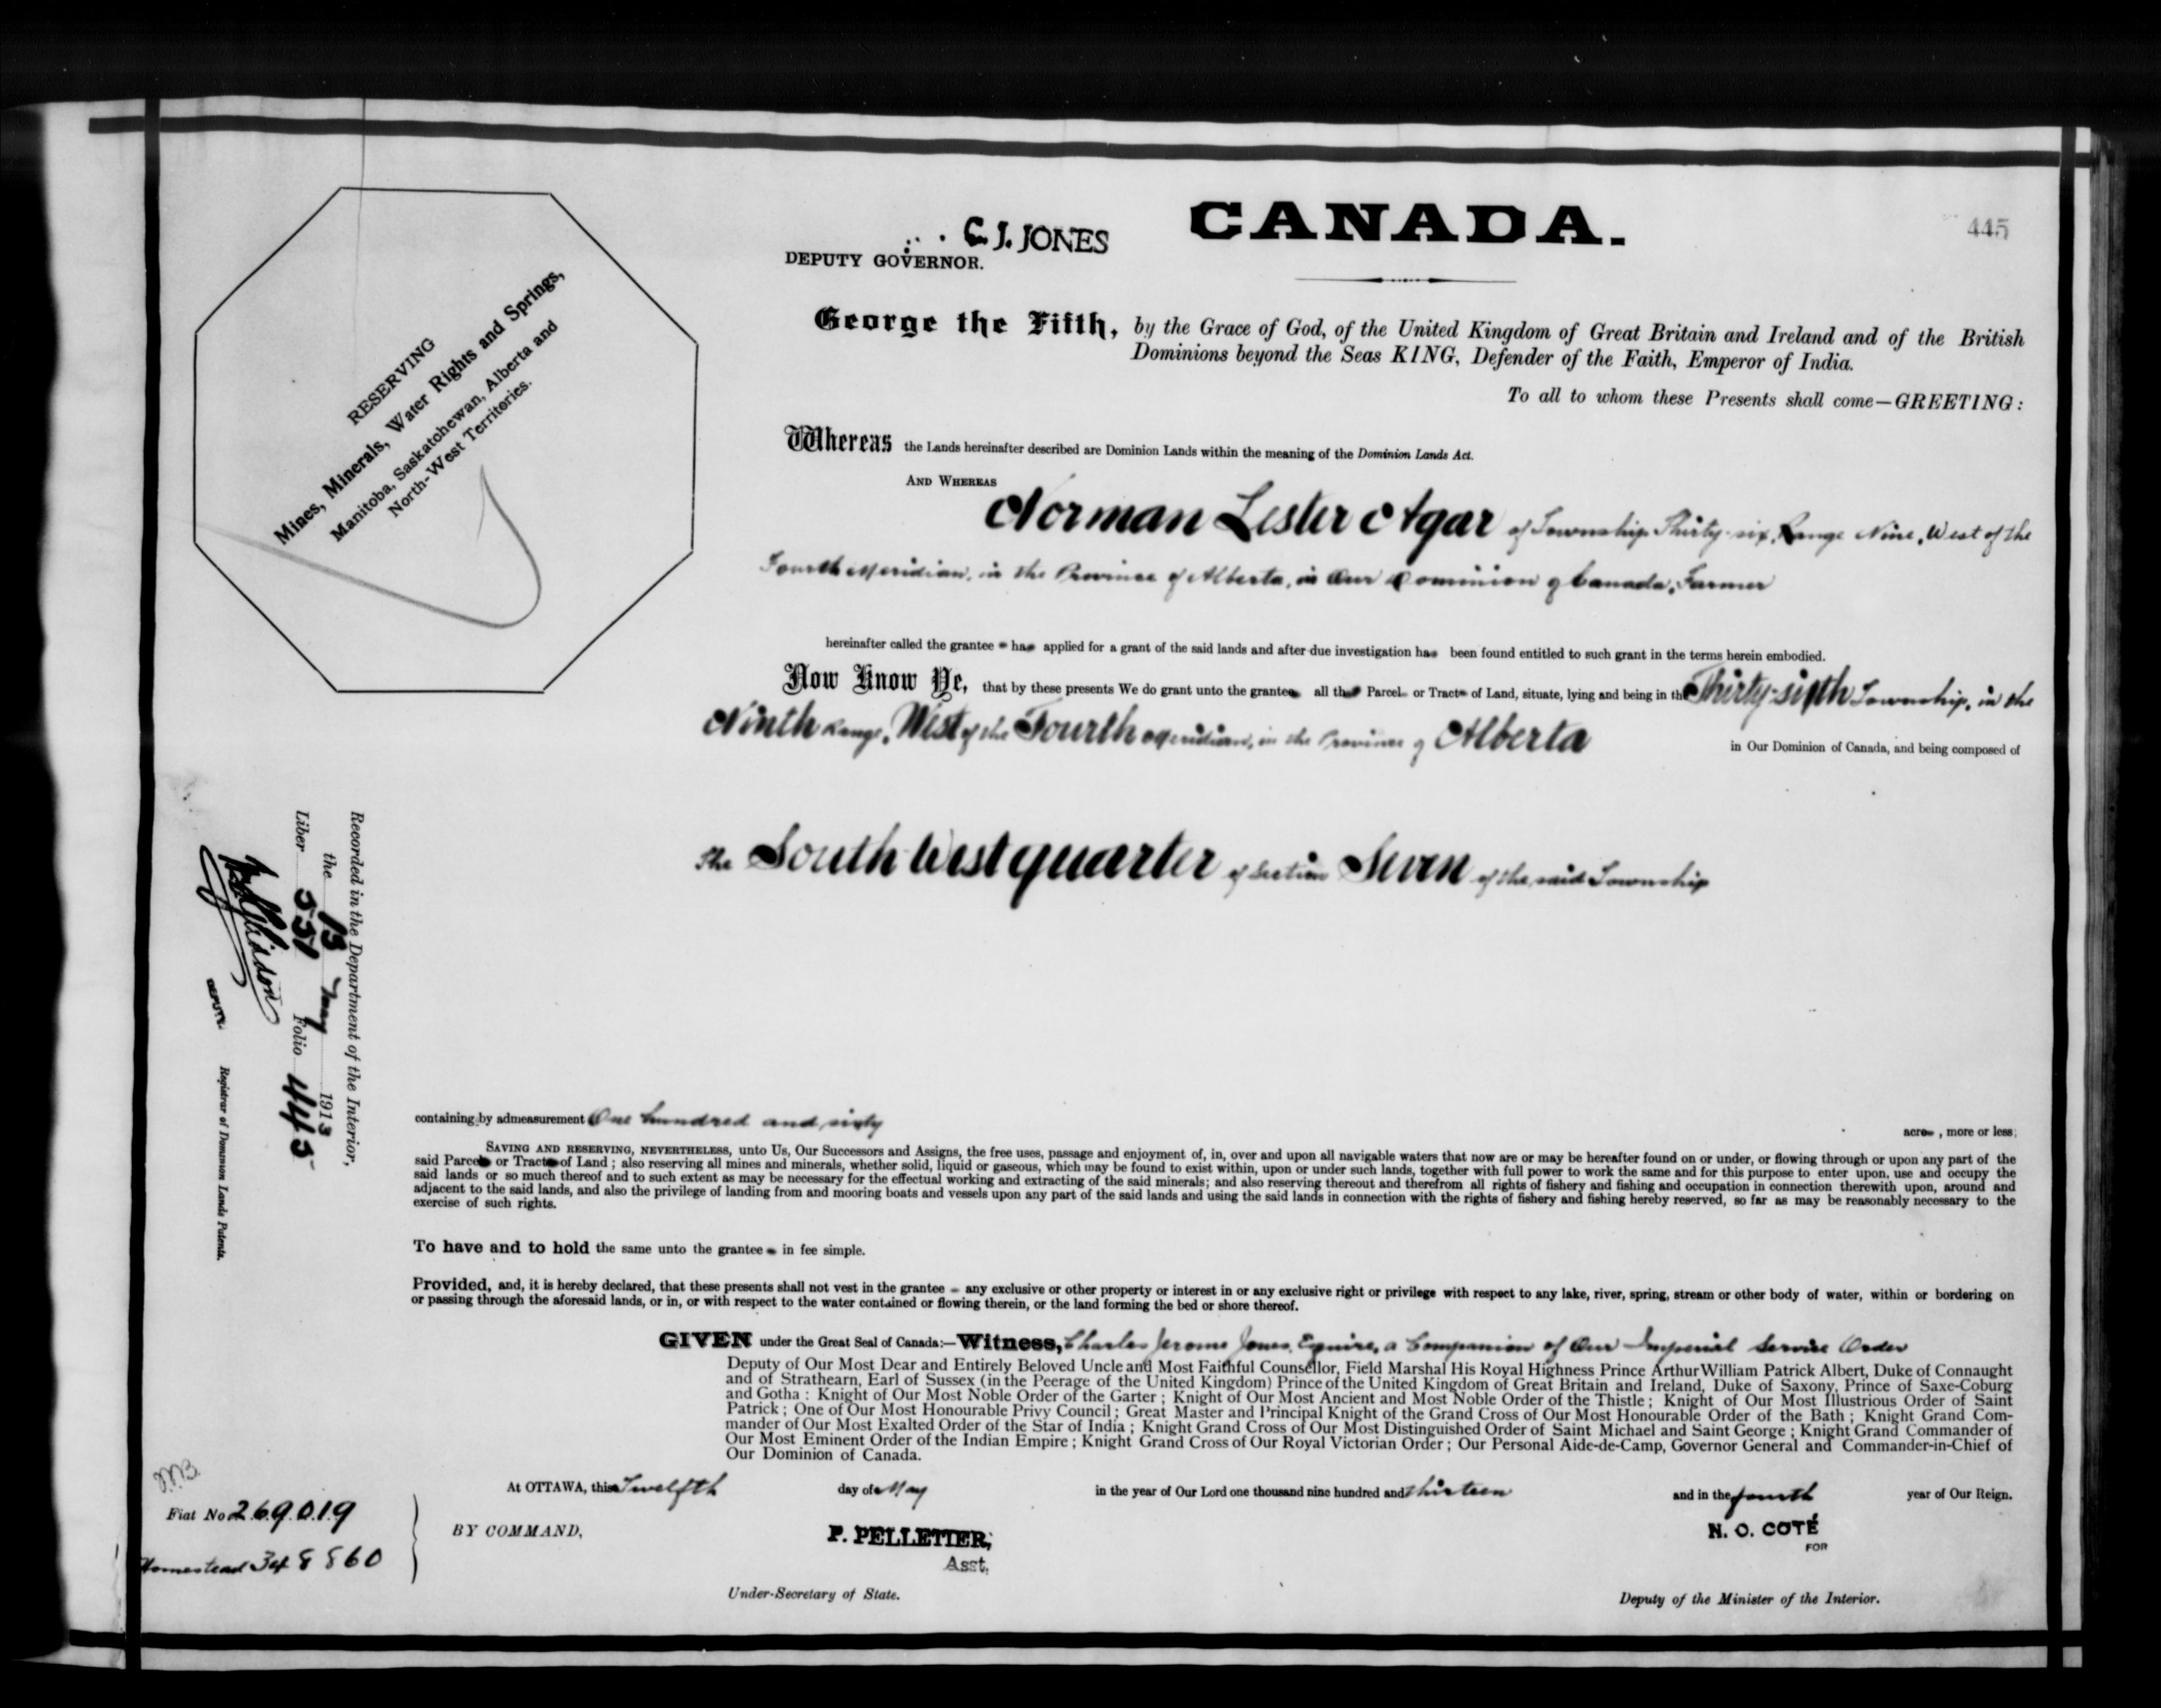 C. J. JONES
DEPUTY GOVERNOR.
CANADA.
445
RESERVING
Mines, Minerals, Water Rights and Springs,
Manitoba, Saskatchewan, Alberta and
North-West Territories.
George the Fifth, by the Grace of God, of the United Kingdom of Great Britain and Ireland and of the British
Dominions beyond the Seas KING, Defender of the Faith, Emperor of India.
To all to whom these Presents shall come—GREETING:
Whereas the Lands hereinafter described are Dominion Lands within the meaning of the Dominion Lands Act.
AND WHEREAS
Norman Lester Agar of Township Thirty-six, Range Nine, West of the
Fourth Meridian, in the Province of Alberta, in Our Dominion of Canada, Farmer
hereinafter called the grantee has applied for a grant of the said lands and after due investigation has been found entitled to such grant in the terms herein embodied.
Now Know Ye, that by these presents We do grant unto the grantee all that Parcel or Tract of Land, situate, lying and being in the Thirty-sixth Township, in the
Ninth Range, West of the Fourth Meridian, in the Province of Alberta in Our Dominion of Canada, and being composed of
The South West quarter of Section Seven of the said Township
Recorded in the Department of the Interior,
the 15 May 1913
Liber 551 Folio 445
DEPUTY
Registrar of Dominion Lands Patents.
containing by admeasurement One hundred and sixty acres, more or less;
SAVING AND RESERVING, NEVERTHELESS, unto Us, Our Successors and Assigns, the free uses, passage and enjoyment of, in, over and upon all navigable waters that now are or may be hereafter found on or under, or flowing through or upon any part of the
said Parcel or Tract of Land; also reserving all mines and minerals, whether solid, liquid or gaseous, which may be found to exist within, upon or under such lands, together with full power to work the same and for this purpose to enter upon, use and occupy the
said lands or so much thereof and to such extent as may be necessary for the effectual working and extracting of the said minerals; and also reserving thereout and therefrom all rights of fishery and fishing and occupation in connection therewith upon, around and
adjacent to the said lands, and also the privilege of landing from and mooring boats and vessels upon any part of the said lands and using the said lands in connection with the rights of fishery and fishing hereby reserved, so far as may be reasonably necessary to the
exercise of such rights.
To have and to hold the same unto the grantee in fee simple.
Provided, and, it is hereby declared, that these presents shall not vest in the grantee any exclusive or other property or interest in or any exclusive right or privilege with respect to any lake, river, spring, stream or other body of water, within or bordering on
or passing through the aforesaid lands, or in, or with respect to the water contained or flowing therein, or the land forming the bed or shore thereof.
GIVEN under the Great Seal of Canada:—Witness, Charles Jerome Jones, Esquire, a Companion of Our Imperial Service Order
Deputy of Our Most Dear and Entirely Beloved Uncle and Most Faithful Counsellor, Field Marshal His Royal Highness Prince Arthur William Patrick Albert, Duke of Connaught
and of Strathearn, Earl of Sussex (in the Peerage of the United Kingdom) Prince of the United Kingdom of Great Britain and Ireland, Duke of Saxony, Prince of Saxe-Coburg
and Gotha: Knight of Our Most Noble Order of the Garter; Knight of Our Most Ancient and Most Noble Order of the Thistle; Knight of Our Most Illustrious Order of Saint
Patrick; One of Our Most Honourable Privy Council; Great Master and Principal Knight of the Grand Cross of Our Most Honourable Order of the Bath; Knight Grand Com-
mander of Our Most Exalted Order of the Star of India; Knight Grand Cross of Our Most Distinguished Order of Saint Michael and Saint George; Knight Grand Commander of
Our Most Eminent Order of the Indian Empire; Knight Grand Cross of Our Royal Victorian Order; Our Personal Aide-de-Camp, Governor General and Commander-in-Chief of
Our Dominion of Canada.
At OTTAWA, this Twelfth day of May in the year of Our Lord one thousand nine hundred and thirteen and in the fourth year of Our Reign.
Fiat No 269019
Homestead 348860
BY COMMAND,
P. PELLETIER,
Asst.
Under-Secretary of State.
N. O. COTÉ
FOR
Deputy of the Minister of the Interior.